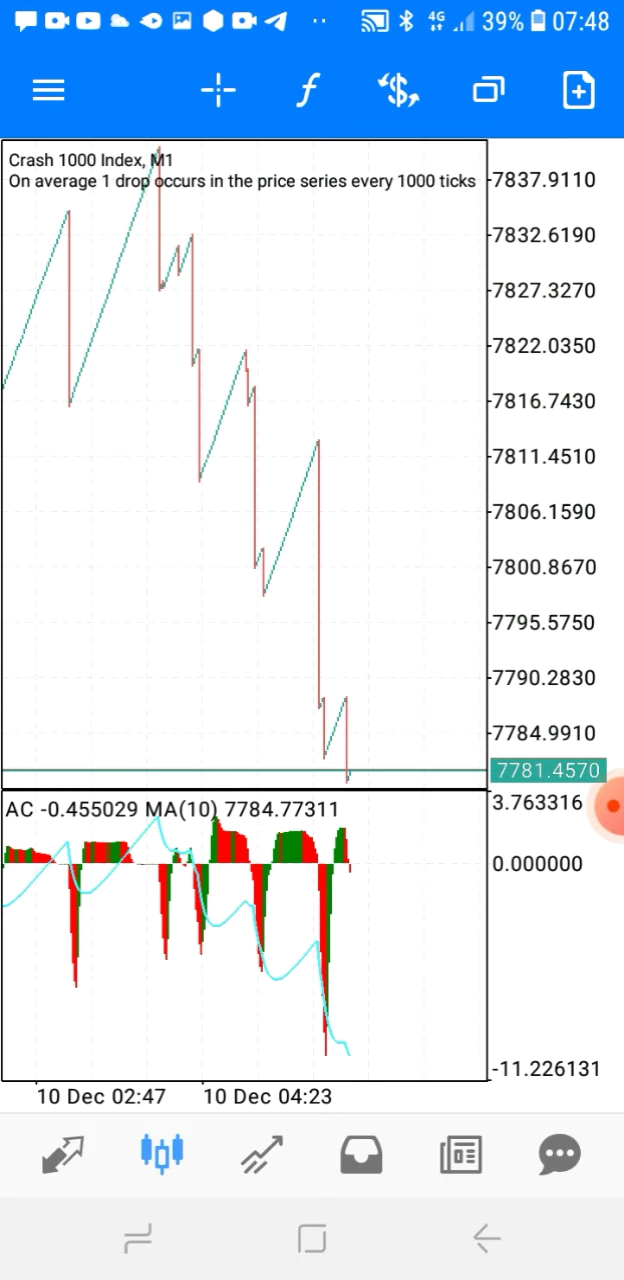 4G 39% 07:48
f $
Crash 1000 Index, M1
On average 1 drop occurs in the price series every 1000 ticks
7837.9110
7832.6190
7827.3270
7822.0350
7816.7430
7811.4510
7806.1590
7800.8670
7795.5750
7790.2830
7784.9910
7781.4570
AC -0.455029 MA(10) 7784.77311
3.763316
0.000000
-11.226131
10 Dec 02:47 10 Dec 04:23